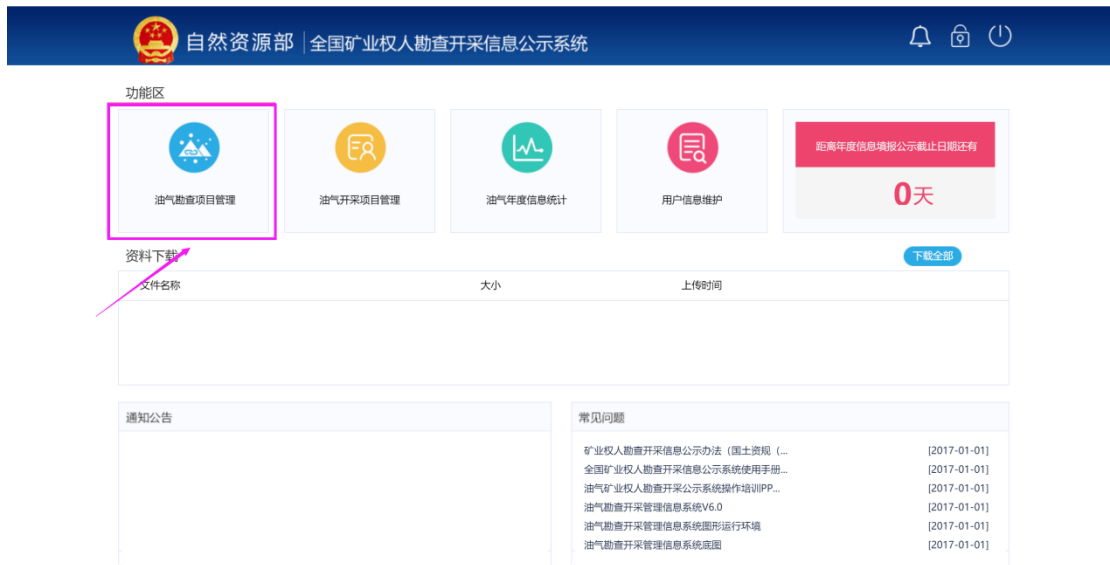 自然资源部 全国矿业权人勘查开采信息公示系统
功能区
油气勘查项目管理
油气开采项目管理
油气年度信息统计
用户信息维护
距离年度信息填报公示截止日期还有
0天
资料下载
下载全部
文件名称 大小 上传时间
通知公告
常见问题
矿业权人勘查开采信息公示办法（国土资规（... [2017-01-01]
全国矿业权人勘查开采信息公示系统使用手册... [2017-01-01]
油气矿业权人勘查开采公示系统操作培训PP... [2017-01-01]
油气勘查开采管理信息系统V6.0 [2017-01-01]
油气勘查开采管理信息系统图形运行环境 [2017-01-01]
油气勘查开采管理信息系统底图 [2017-01-01]